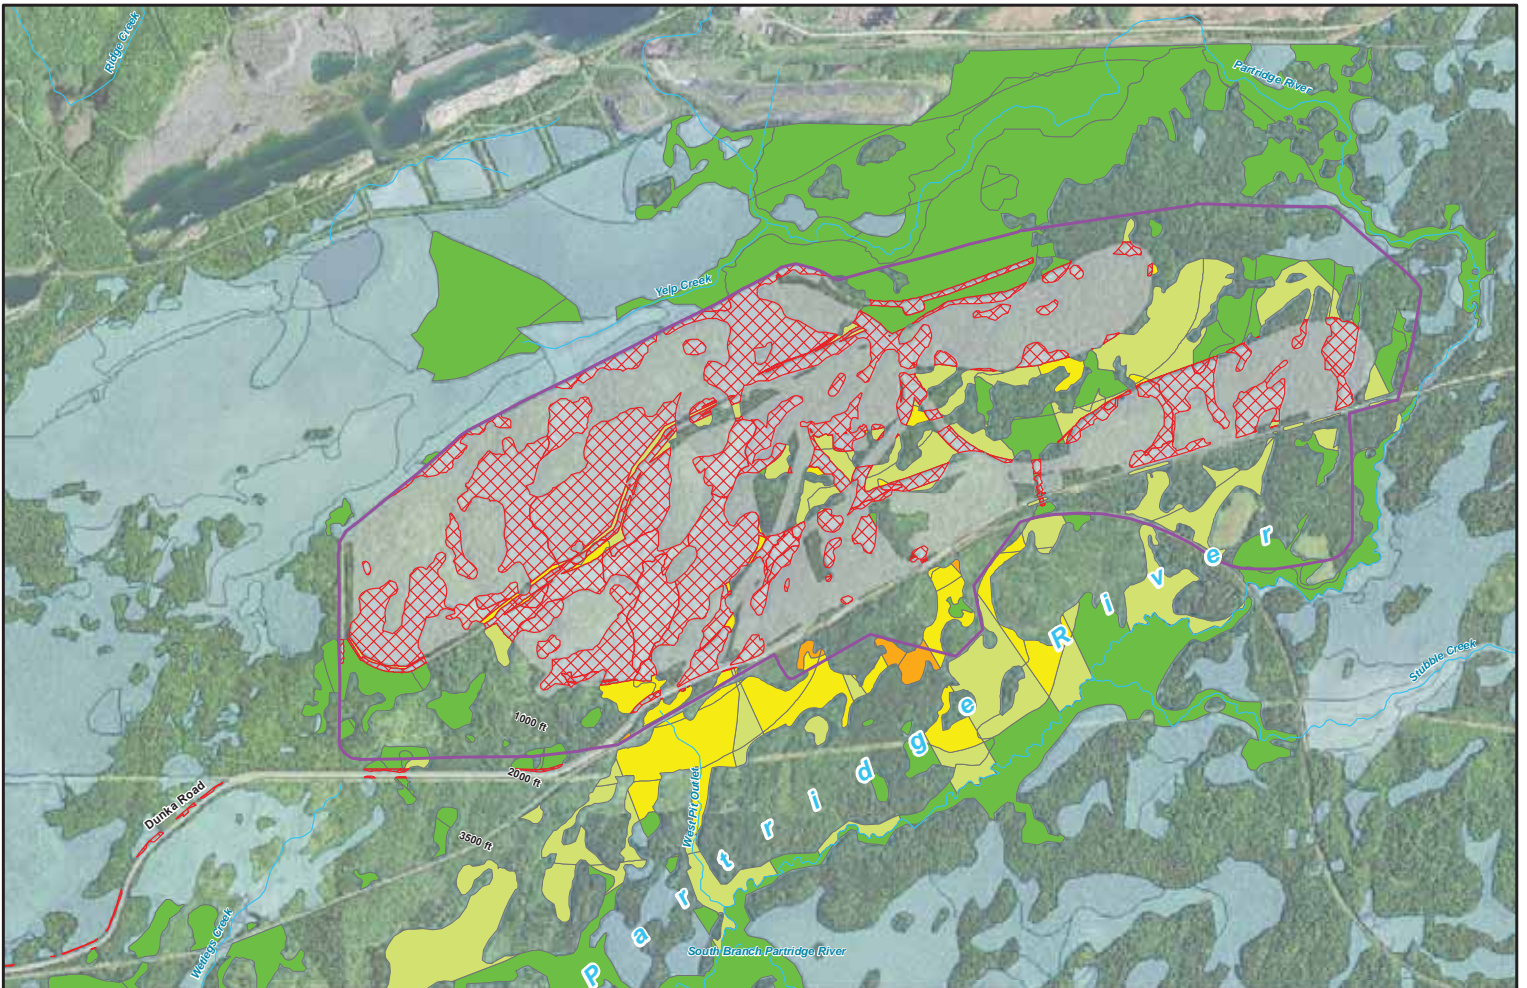 Ridge Creek
Partridge River
Yelp Creek
Stubble Creek
1000 ft
2000 ft
Dunka Road
3500 ft
West Pit Outlet
Wetlegs Creek
South Branch Partridge River
Partridge River